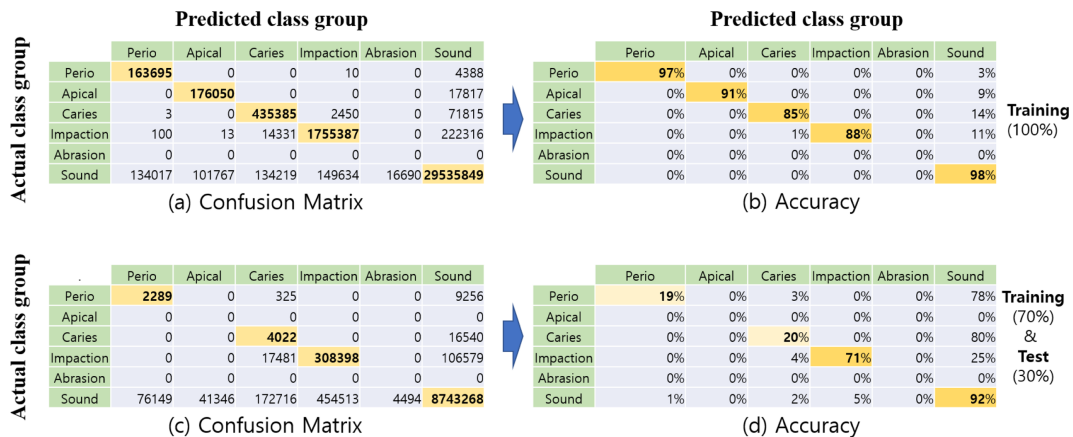 Predicted class group
Predicted class group
Actual class group
Perio Apical Caries Impaction Abrasion Sound
Perio 163695 0 0 10 0 4388
Apical 0 176050 0 0 0 17817
Caries 3 0 435385 2450 0 71815
Impaction 100 13 14331 1755387 0 222316
Abrasion 0 0 0 0 0 0
Sound 134017 101767 134219 149634 16690 29535849
(a) Confusion Matrix
Perio Apical Caries Impaction Abrasion Sound
Perio 97% 0% 0% 0% 0% 3%
Apical 0% 91% 0% 0% 0% 9%
Caries 0% 0% 85% 0% 0% 14%
Impaction 0% 0% 1% 88% 0% 11%
Abrasion 0% 0% 0% 0% 0% 0%
Sound 0% 0% 0% 0% 0% 98%
(b) Accuracy
Training
(100%)
Actual class group
Perio Apical Caries Impaction Abrasion Sound
Perio 2289 0 325 0 0 9256
Apical 0 0 0 0 0 0
Caries 0 0 4022 0 0 16540
Impaction 0 0 17481 308398 0 106579
Abrasion 0 0 0 0 0 0
Sound 76149 41346 172716 454513 4494 8743268
(c) Confusion Matrix
Perio Apical Caries Impaction Abrasion Sound
Perio 19% 0% 3% 0% 0% 78%
Apical 0% 0% 0% 0% 0% 0%
Caries 0% 0% 20% 0% 0% 80%
Impaction 0% 0% 4% 71% 0% 25%
Abrasion 0% 0% 0% 0% 0% 0%
Sound 1% 0% 2% 5% 0% 92%
(d) Accuracy
Training
(70%)
&
Test
(30%)